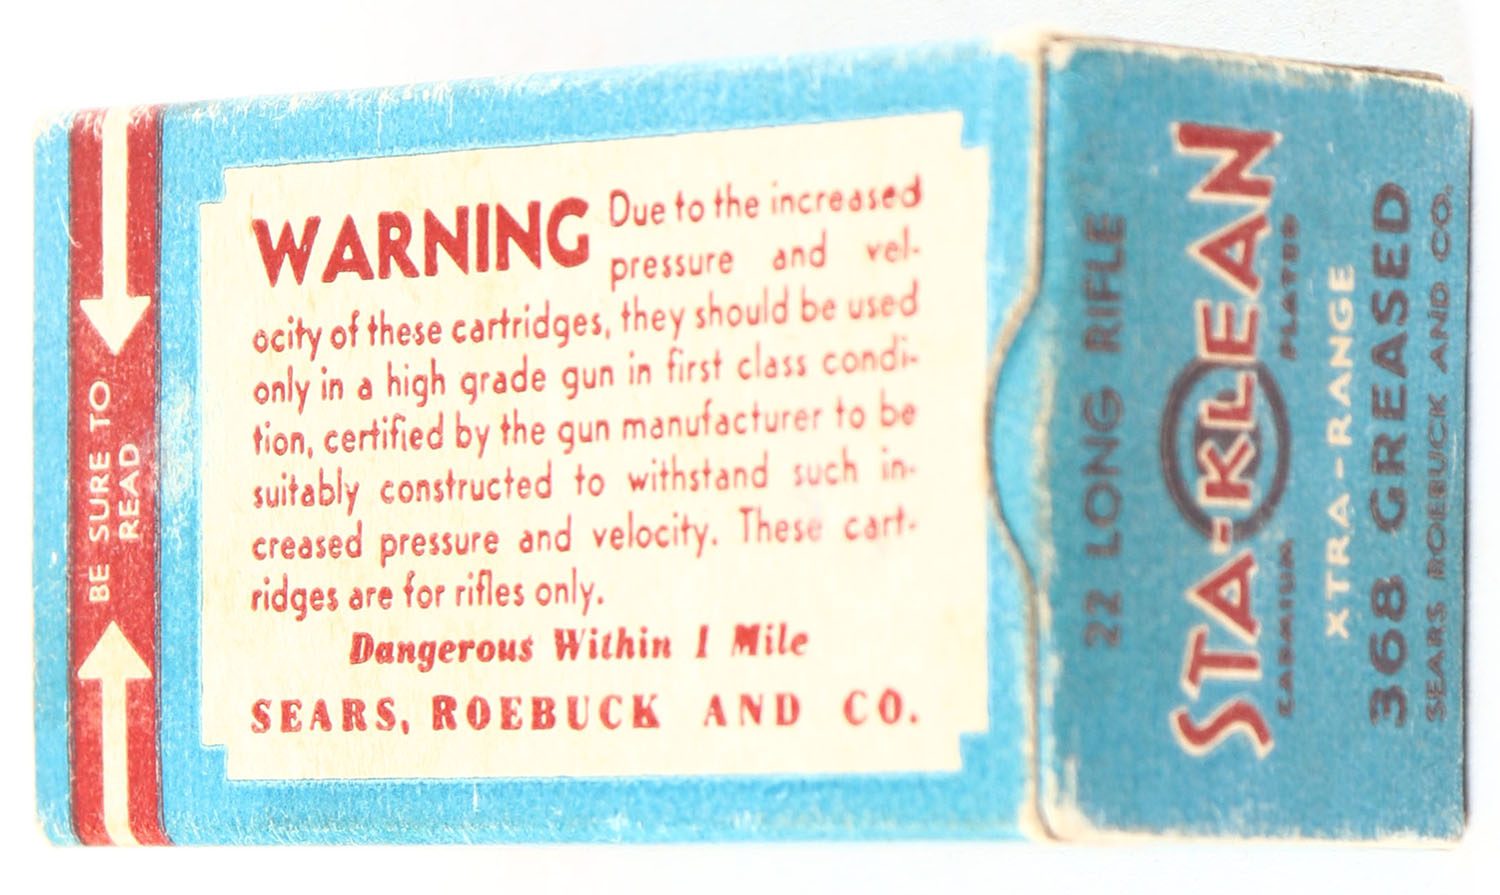 BE SURE TO
READ
WARNING Due to the increased
pressure and vel-
ocity of these cartridges, they should be used
only in a high grade gun in first class condi-
tion, certified by the gun manufacturer to be
suitably constructed to withstand such in-
creased pressure and velocity. These cart-
ridges are for rifles only.
Dangerous Within 1 Mile
SEARS, ROEBUCK AND CO.
22 LONG RIFLE
STA-KLEAN
CADMIUM PLATED
XTRA-RANGE
368 GREASED
SEARS ROEBUCK AND CO.